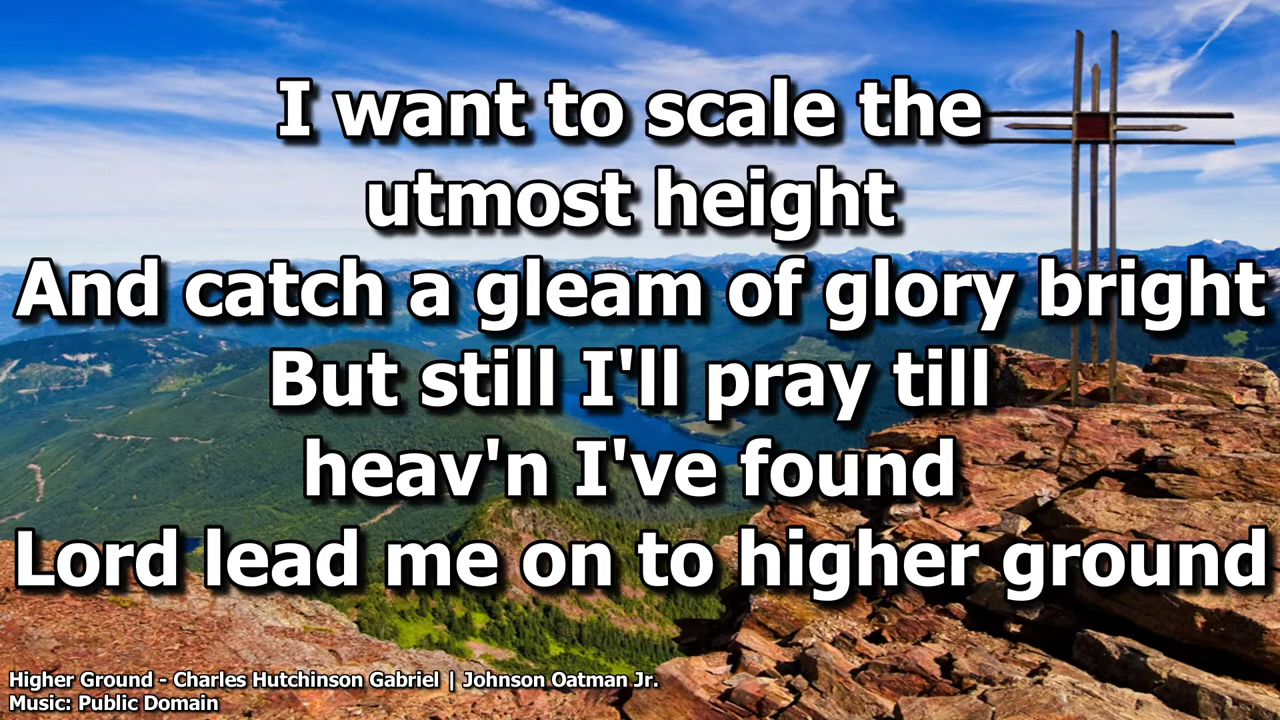 I want to scale the
utmost height
And catch a gleam of glory bright
But still I'll pray till
heav'n I've found
Lord lead me on to higher ground
Higher Ground - Charles Hutchinson Gabriel | Johnson Oatman Jr.
Music: Public Domain